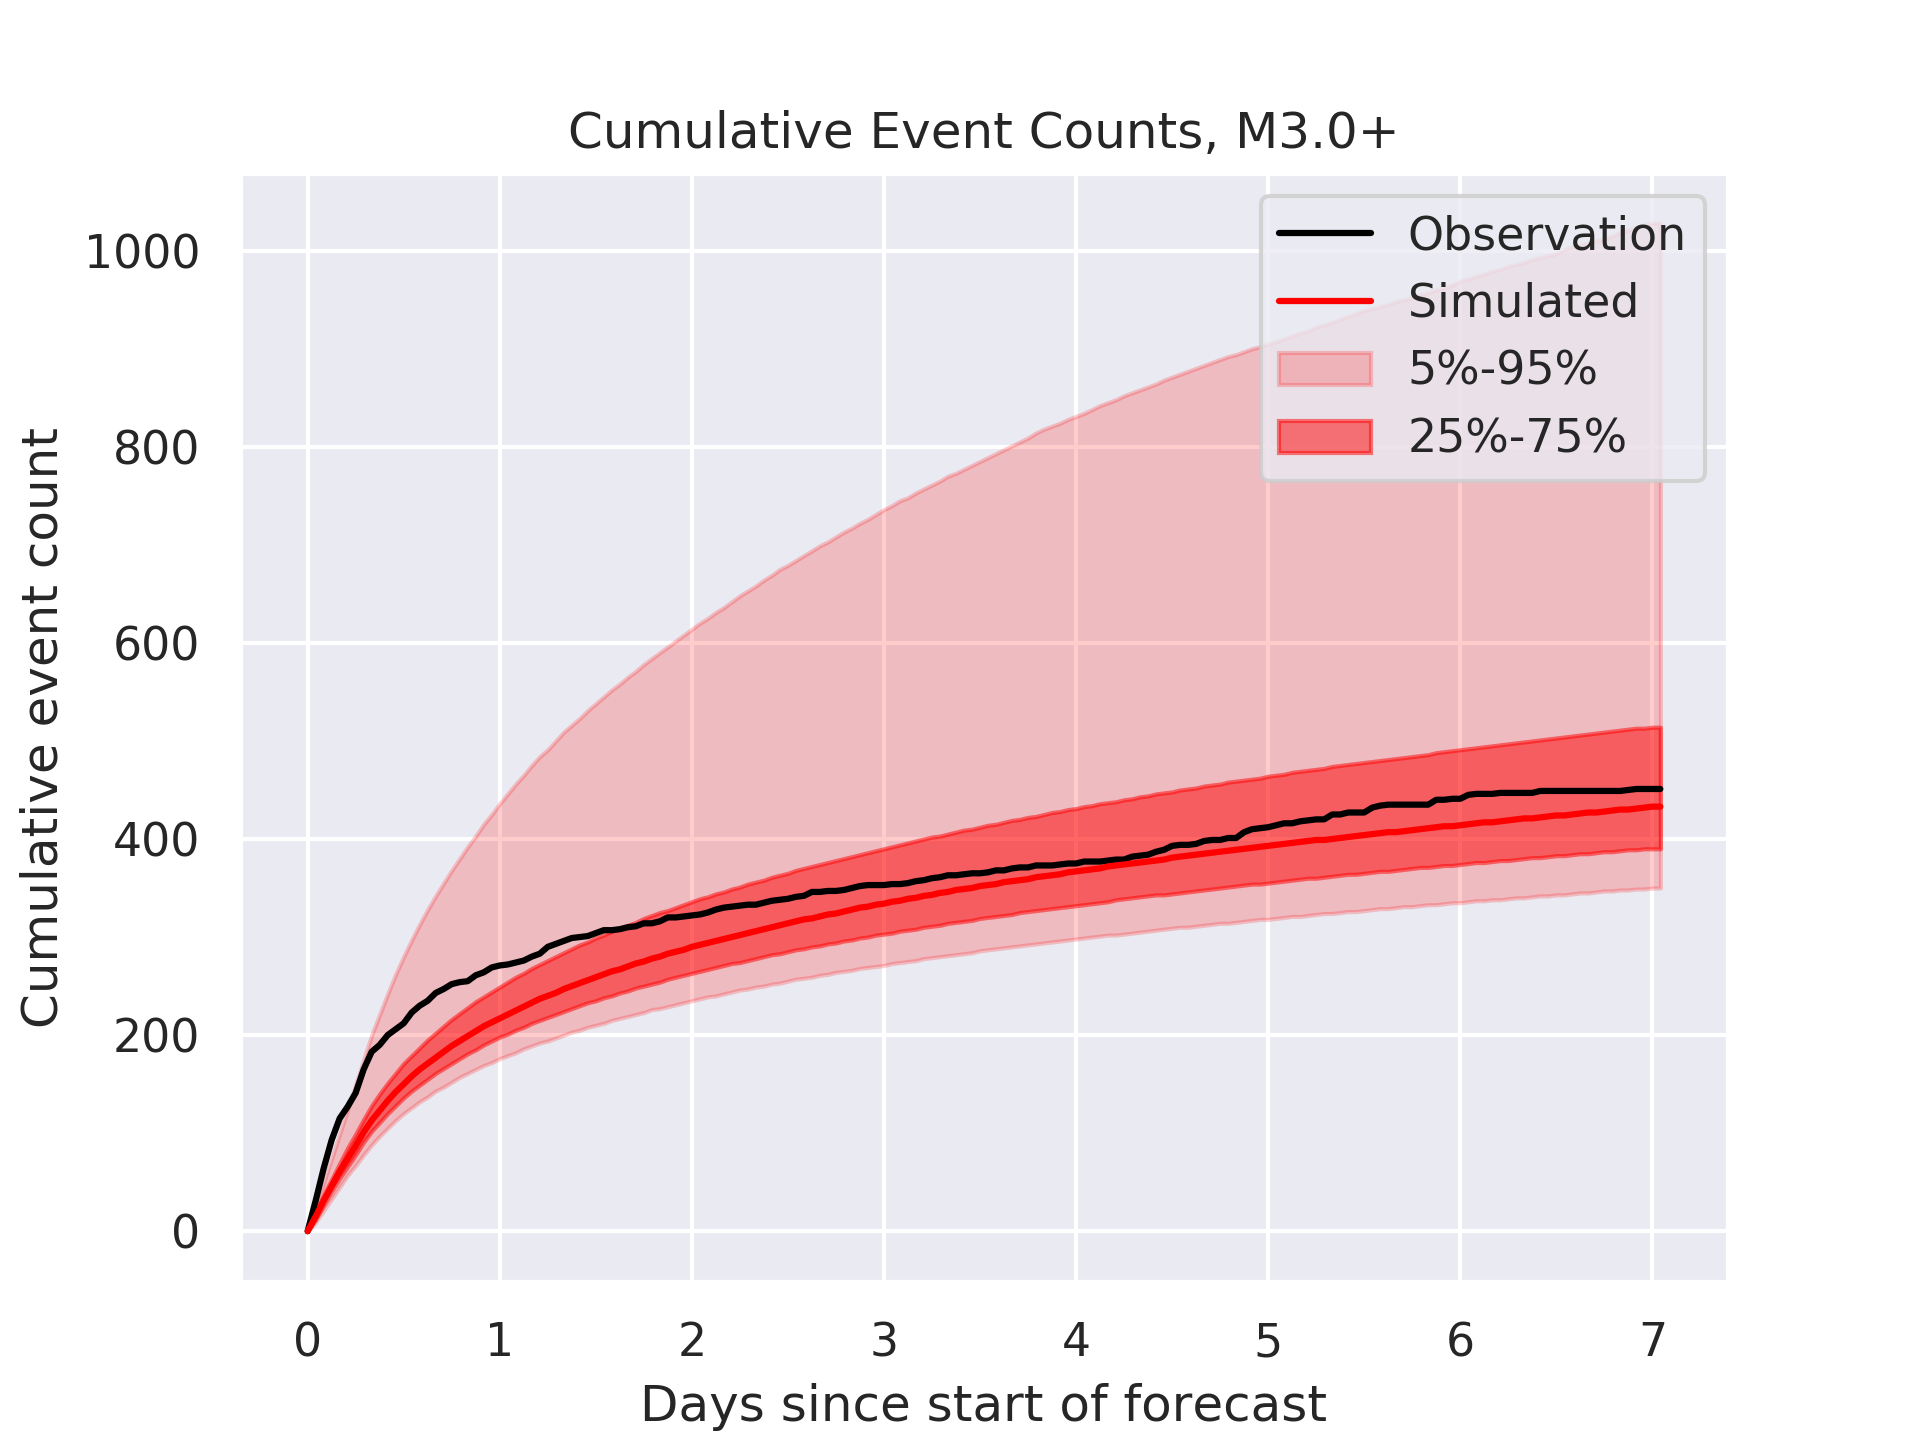 Cumulative Event Counts, M3.0+
Observation
Simulated
5%-95%
25%-75%
Cumulative event count
1000
800
600
400
200
0
0 1 2 3 4 5 6 7
Days since start of forecast